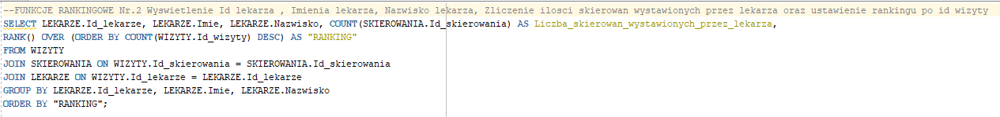 --FUNKCJE RANKINGOWE Nr.2 Wyswietlenie Id lekarza , Imienia lekarza, Nazwisko lekarza, Zliczenie ilosci skierowan wystawionych przez lekarza oraz ustawienie rankingu po id wizyty
SELECT LEKARZE.Id_lekarze, LEKARZE.Imie, LEKARZE.Nazwisko, COUNT(SKIEROWANIA.Id_skierowania) AS Liczba_skierowan_wystawionych_przez_lekarza,
RANK() OVER (ORDER BY COUNT(WIZYTY.Id_wizyty) DESC) AS "RANKING"
FROM WIZYTY
JOIN SKIEROWANIA ON WIZYTY.Id_skierowania = SKIEROWANIA.Id_skierowania
JOIN LEKARZE ON WIZYTY.Id_lekarze = LEKARZE.Id_lekarze
GROUP BY LEKARZE.Id_lekarze, LEKARZE.Imie, LEKARZE.Nazwisko
ORDER BY "RANKING";